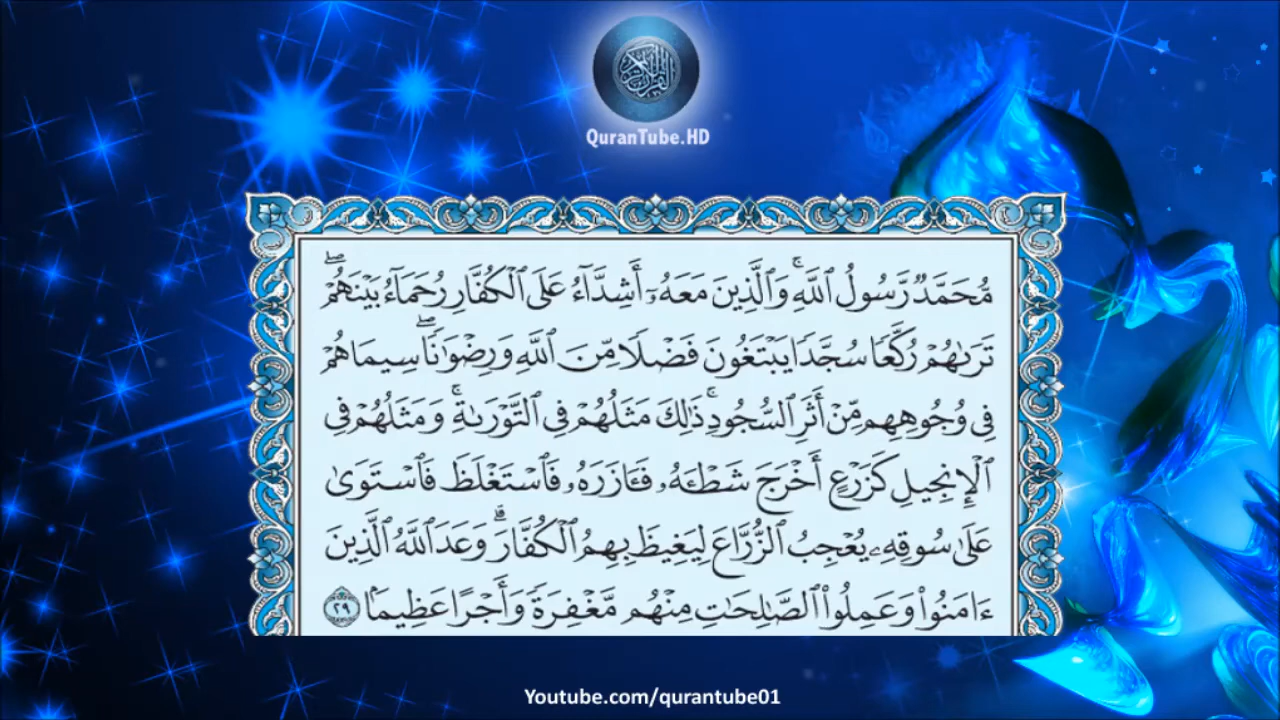 QuranTube.HD
مُّحَمَّدٌ رَّسُولُ ٱللَّهِ ۚ وَٱلَّذِينَ مَعَهُۥٓ أَشِدَّآءُ عَلَى ٱلْكُفَّارِ رُحَمَآءُ بَيْنَهُمْ ۖ
تَرَىٰهُمْ رُكَّعًا سُجَّدًا يَبْتَغُونَ فَضْلًا مِّنَ ٱللَّهِ وَرِضْوَٰنًا ۖ سِيمَاهُمْ
فِى وُجُوهِهِم مِّنْ أَثَرِ ٱلسُّجُودِ ۚ ذَٰلِكَ مَثَلُهُمْ فِى ٱلتَّوْرَىٰةِ ۚ وَمَثَلُهُمْ فِى
ٱلْإِنجِيلِ كَزَرْعٍ أَخْرَجَ شَطْـَٔهُۥ فَـَٔازَرَهُۥ فَٱسْتَغْلَظَ فَٱسْتَوَىٰ
عَلَىٰ سُوقِهِۦ يُعْجِبُ ٱلزُّرَّاعَ لِيَغِيظَ بِهِمُ ٱلْكُفَّارَ ۗ وَعَدَ ٱللَّهُ ٱلَّذِينَ
ءَامَنُوا۟ وَعَمِلُوا۟ ٱلصَّٰلِحَٰتِ مِنْهُم مَّغْفِرَةً وَأَجْرًا عَظِيمًۢا ٢٩
Youtube.com/qurantube01